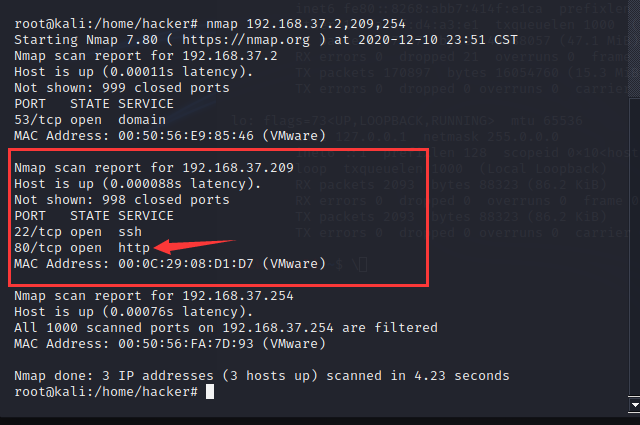 root@kali:/home/hacker# nmap 192.168.37.2,209,254
Starting Nmap 7.80 ( https://nmap.org ) at 2020-12-10 23:51 CST
Nmap scan report for 192.168.37.2
Host is up (0.00011s latency).
Not shown: 999 closed ports
PORT   STATE SERVICE
53/tcp open  domain
MAC Address: 00:50:56:E9:85:46 (VMware)

Nmap scan report for 192.168.37.209
Host is up (0.000088s latency).
Not shown: 998 closed ports
PORT   STATE SERVICE
22/tcp open  ssh
80/tcp open  http
MAC Address: 00:0C:29:08:D1:D7 (VMware)

Nmap scan report for 192.168.37.254
Host is up (0.00076s latency).
All 1000 scanned ports on 192.168.37.254 are filtered
MAC Address: 00:50:56:FA:7D:93 (VMware)

Nmap done: 3 IP addresses (3 hosts up) scanned in 4.23 seconds
root@kali:/home/hacker#